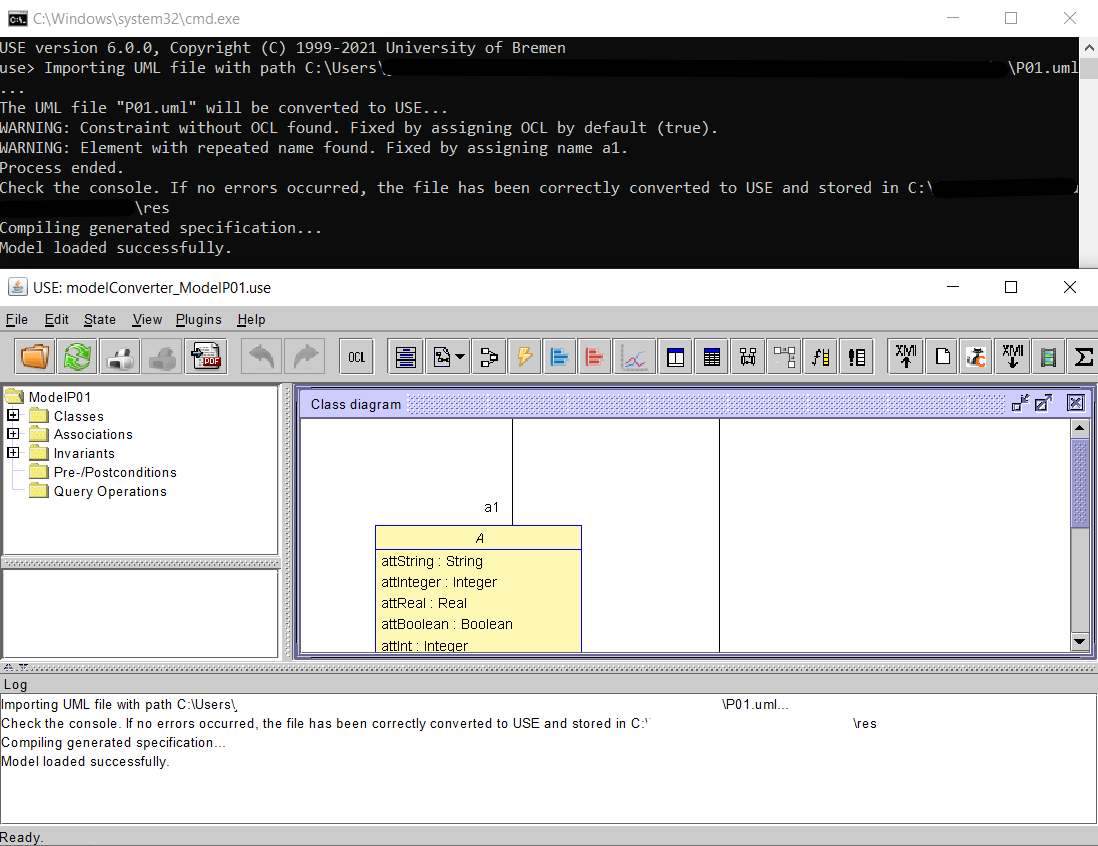 C:\Windows\system32\cmd.exe
USE version 6.0.0, Copyright (C) 1999-2021 University of Bremen
use> Importing UML file with path C:\Users\ \P01.uml
...
The UML file "P01.uml" will be converted to USE...
WARNING: Constraint without OCL found. Fixed by assigning OCL by default (true).
WARNING: Element with repeated name found. Fixed by assigning name a1.
Process ended.
Check the console. If no errors occurred, the file has been correctly converted to USE and stored in C:\
\res
Compiling generated specification...
Model loaded successfully.
USE: modelConverter_ModelP01.use
File Edit State View Plugins Help
PDF OCL XMI XMI Σ
ModelP01
Classes
Associations
Invariants
Pre-/Postconditions
Query Operations
Class diagram
a1
A
attString : String
attInteger : Integer
attReal : Real
attBoolean : Boolean
attInt : Integer
Log
Importing UML file with path C:\Users\ \P01.uml...
Check the console. If no errors occurred, the file has been correctly converted to USE and stored in C: \res
Compiling generated specification...
Model loaded successfully.
Ready.